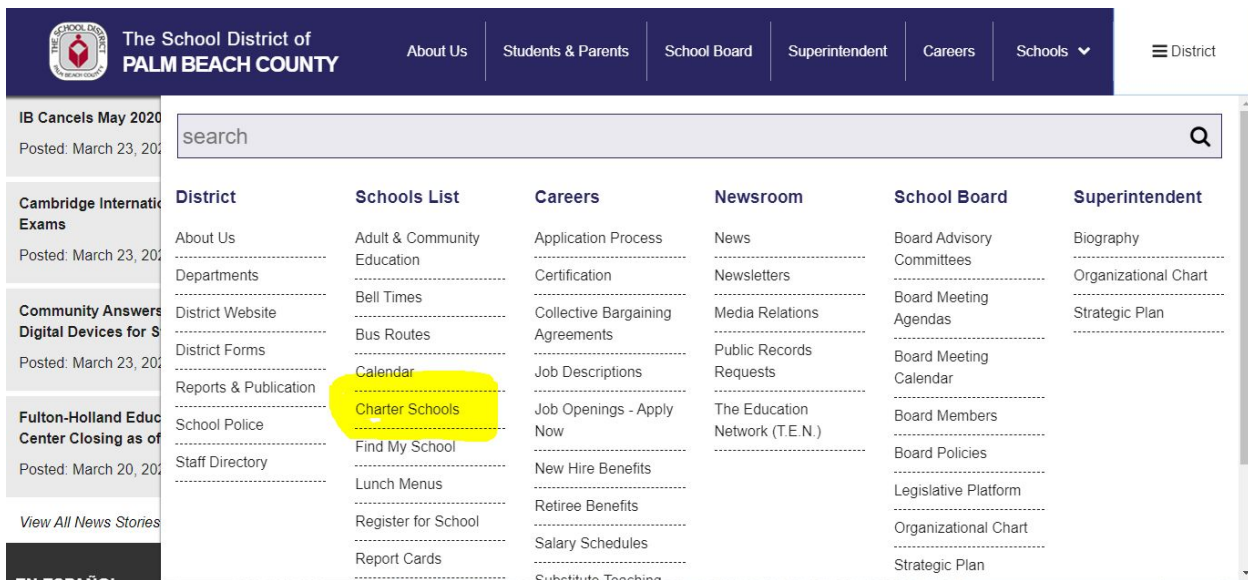 The School District of
PALM BEACH COUNTY
About Us
Students & Parents
School Board
Superintendent
Careers
Schools
District
IB Cancels May 2020
Posted: March 23,
Cambridge
Exams
Posted: March 23,
Community Answers
Digital Devices for
Posted: March 23,
Fulton-Holland
Center Closing as of
Posted: March 20,
View All News Stories
search
District
About Us
Departments
District Website
District Forms
Reports & Publication
School Police
Staff Directory
Schools List
Adult & Community
Education
Bell Times
Bus Routes
Calendar
Charter Schools
Find My School
Lunch Menus
Register for School
Report Cards
Careers
Application Process
Certification
Collective Bargaining
Agreements
Job Descriptions
Job Openings - Apply
Now
New Hire Benefits
Retiree Benefits
Salary Schedules
Substitute Teaching
Newsroom
News
Newsletters
Media Relations
Public Records
Requests
The Education
Network (T.E.N.)
School Board
Board Advisory
Committees
Board Meeting
Agendas
Board Meeting
Calendar
Board Members
Board Policies
Legislative Platform
Organizational Chart
Strategic Plan
Superintendent
Biography
Organizational Chart
Strategic Plan